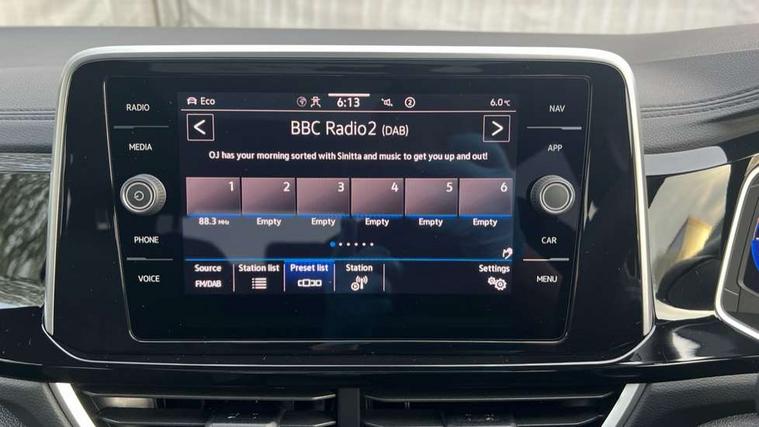 RADIO
MEDIA
PHONE
VOICE
Eco 6:13 2 6.0°C
BBC Radio2 (DAB)
OJ has your morning sorted with Sinitta and music to get you up and out!
1 2 3 4 5 6
88.3 MHz Empty Empty Empty Empty Empty
Source Station list Preset list Station Settings
FM/DAB
NAV
APP
CAR
MENU